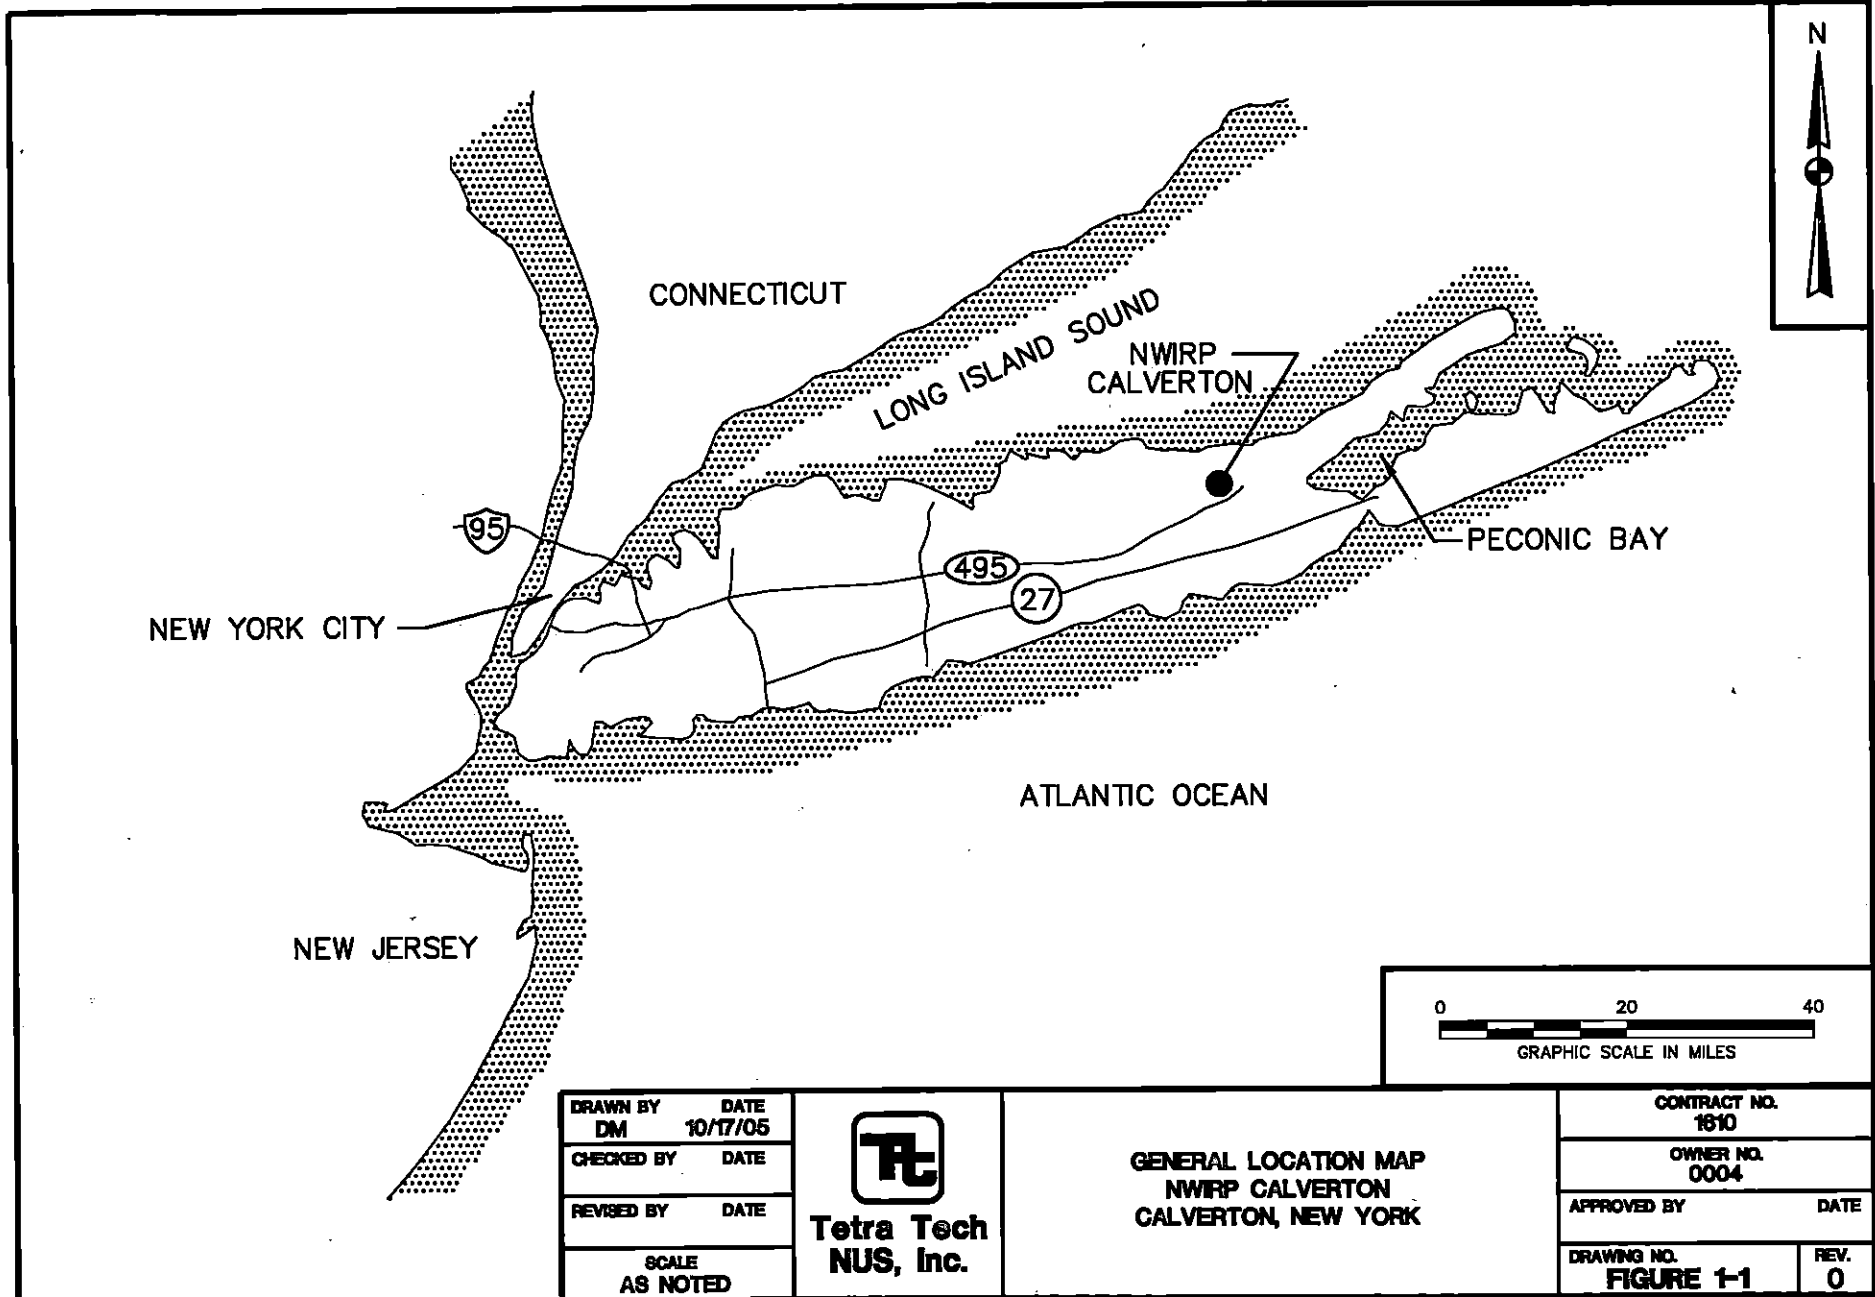 N
CONNECTICUT
LONG ISLAND SOUND
NWIRP
CALVERTON
95
495
27
PECONIC BAY
NEW YORK CITY
ATLANTIC OCEAN
NEW JERSEY
0 20 40
GRAPHIC SCALE IN MILES
DRAWN BY DATE
DM 10/17/05
CHECKED BY DATE
REVISED BY DATE
SCALE
AS NOTED
Tt
Tetra Tech
NUS, Inc.
GENERAL LOCATION MAP
NWIRP CALVERTON
CALVERTON, NEW YORK
CONTRACT NO.
1610
OWNER NO.
0004
APPROVED BY DATE
DRAWING NO.
FIGURE 1-1
REV.
0